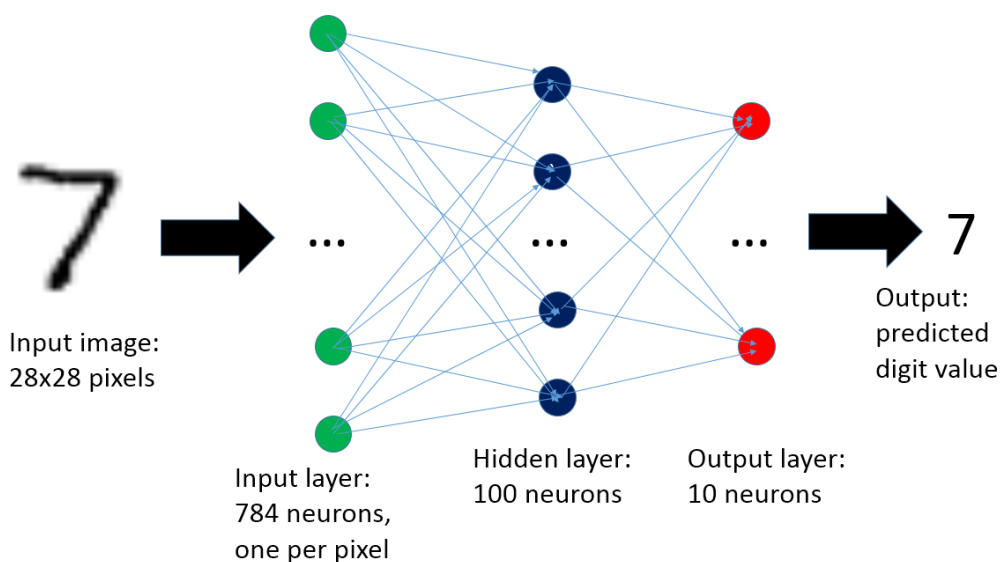 7
Input image:
28x28 pixels
...
Input layer:
784 neurons,
one per pixel
...
Hidden layer:
100 neurons
...
Output layer:
10 neurons
7
Output:
predicted
digit value